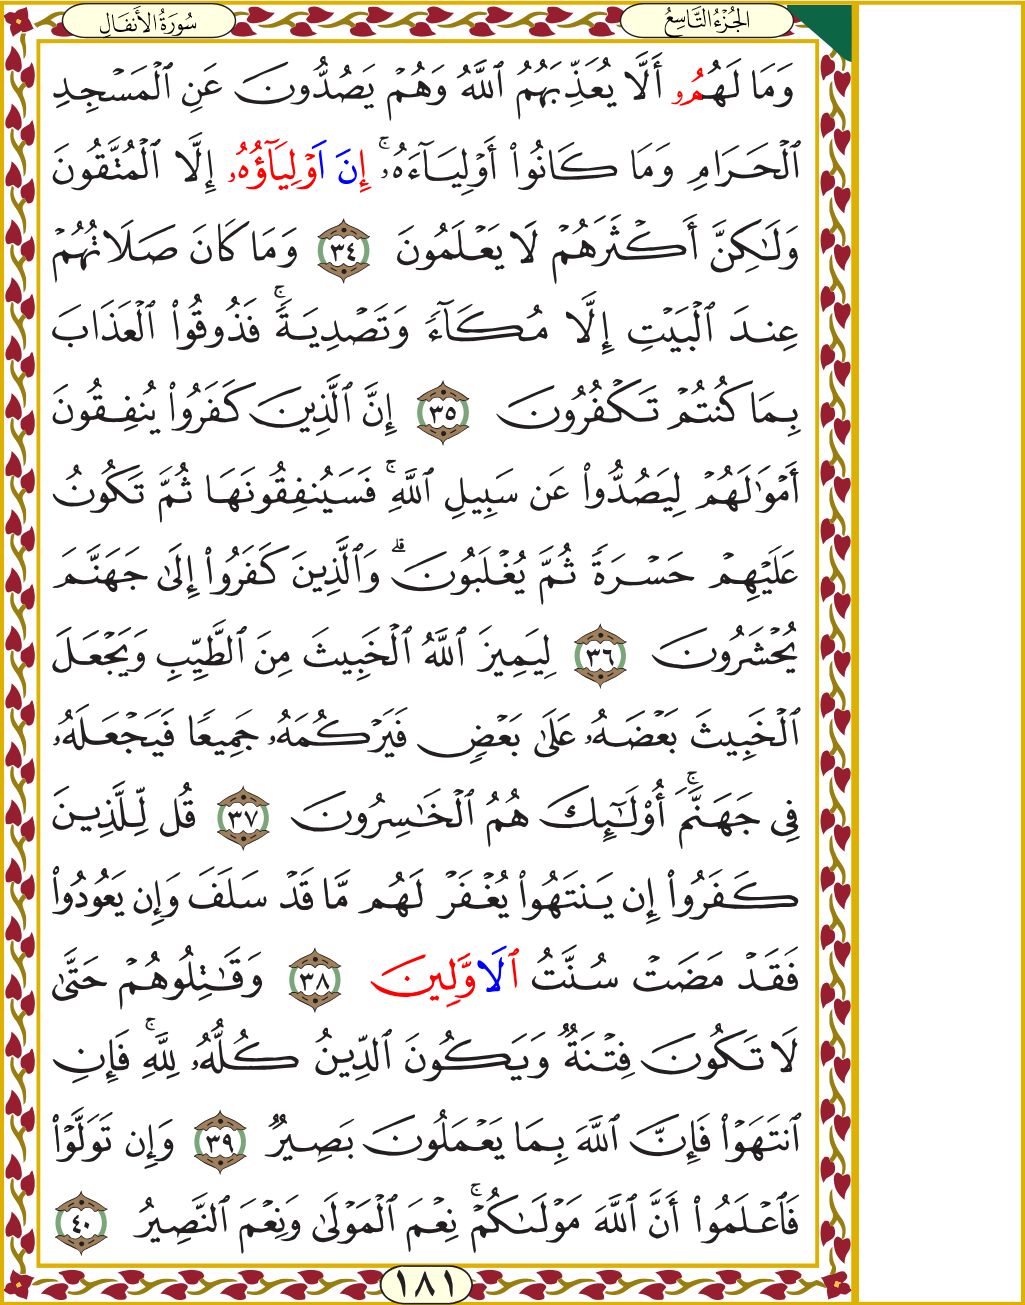 الجُزْءُ التَّاسِعُ
سُورَةُ الأَنفَالِ
وَمَا لَهُمُۥٓ أَلَّا يُعَذِّبَهُمُ ٱللَّهُ وَهُمْ يَصُدُّونَ عَنِ ٱلْمَسْجِدِ
ٱلْحَرَامِ وَمَا كَانُوا۟ أَوْلِيَآءَهُۥٓۚ إِنَ اَوْلِيَآؤُهُۥٓ إِلَّا ٱلْمُتَّقُونَ
وَلَٰكِنَّ أَكْثَرَهُمْ لَا يَعْلَمُونَ ٣٤ وَمَا كَانَ صَلَاتُهُمْ
عِندَ ٱلْبَيْتِ إِلَّا مُكَآءً وَتَصْدِيَةًۚ فَذُوقُوا۟ ٱلْعَذَابَ
بِمَا كُنتُمْ تَكْفُرُونَ ٣٥ إِنَّ ٱلَّذِينَ كَفَرُوا۟ يُنفِقُونَ
أَمْوَٰلَهُمْ لِيَصُدُّوا۟ عَن سَبِيلِ ٱللَّهِۚ فَسَيُنفِقُونَهَا ثُمَّ تَكُونُ
عَلَيْهِمْ حَسْرَةً ثُمَّ يُغْلَبُونَۗ وَٱلَّذِينَ كَفَرُوٓا۟ إِلَىٰ جَهَنَّمَ
يُحْشَرُونَ ٣٦ لِيَمِيزَ ٱللَّهُ ٱلْخَبِيثَ مِنَ ٱلطَّيِّبِ وَيَجْعَلَ
ٱلْخَبِيثَ بَعْضَهُۥ عَلَىٰ بَعْضٍ فَيَرْكُمَهُۥ جَمِيعًا فَيَجْعَلَهُۥ
فِى جَهَنَّمَۚ أُو۟لَٰٓئِكَ هُمُ ٱلْخَٰسِرُونَ ٣٧ قُل لِّلَّذِينَ
كَفَرُوٓا۟ إِن يَنتَهُوا۟ يُغْفَرْ لَهُم مَّا قَدْ سَلَفَ وَإِن يَعُودُوا۟
فَقَدْ مَضَتْ سُنَّتُ ٱلَاوَّلِينَ ٣٨ وَقَٰتِلُوهُمْ حَتَّىٰ
لَا تَكُونَ فِتْنَةٌ وَيَكُونَ ٱلدِّينُ كُلُّهُۥ لِلَّهِۚ فَإِنِ
ٱنتَهَوْا۟ فَإِنَّ ٱللَّهَ بِمَا يَعْمَلُونَ بَصِيرٌ ٣٩ وَإِن تَوَلَّوْا۟
فَٱعْلَمُوٓا۟ أَنَّ ٱللَّهَ مَوْلَىٰكُمْۚ نِعْمَ ٱلْمَوْلَىٰ وَنِعْمَ ٱلنَّصِيرُ ٤٠
١٨١